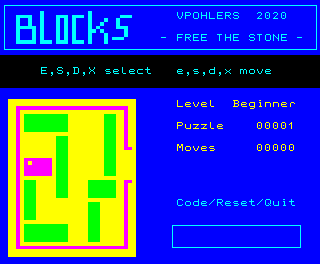 BLOCKS
VPOHLERS 2020
- FREE THE STONE -
E,S,D,X select e,s,d,x move
Level Beginner
Puzzle 00001
Moves 00000
Code/Reset/Quit